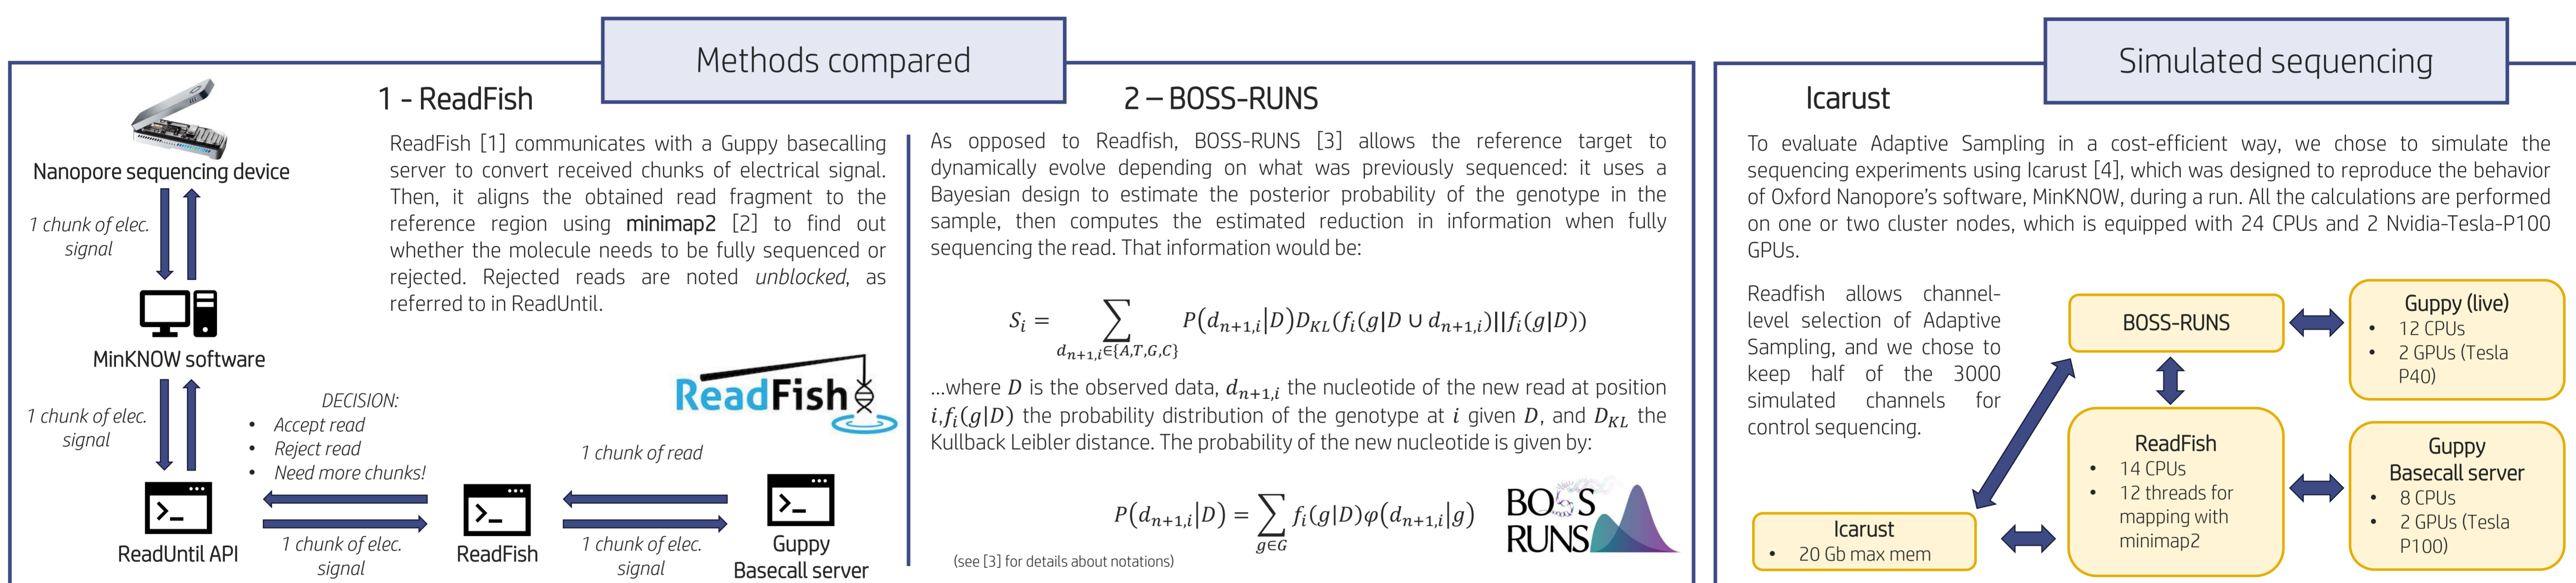 Methods compared
Simulated sequencing
1 - ReadFish
ReadFish [1] communicates with a Guppy basecalling
server to convert received chunks of electrical signal.
Then, it aligns the obtained read fragment to the
reference region using minimap2 [2] to find out
whether the molecule needs to be fully sequenced or
rejected. Rejected reads are noted unblocked, as
referred to in ReadUntil.
Nanopore sequencing device
1 chunk of elec.
signal
MinKNOW software
1 chunk of elec.
signal
DECISION:
• Accept read
• Reject read
• Need more chunks!
ReadFish
1 chunk of read
ReadUntil API
1 chunk of elec.
signal
ReadFish
1 chunk of elec.
signal
Guppy
Basecall server
2 – BOSS-RUNS
As opposed to Readfish, BOSS-RUNS [3] allows the reference target to
dynamically evolve depending on what was previously sequenced: it uses a
Bayesian design to estimate the posterior probability of the genotype in the
sample, then computes the estimated reduction in information when fully
sequencing the read. That information would be:
S_i = ∑_{d_{n+1,i}∈{A,T,G,C}} P(d_{n+1,i}|D)D_{KL}(f_i(g|D ∪ d_{n+1,i})||f_i(g|D))
...where D is the observed data, d_{n+1,i} the nucleotide of the new read at position
i,f_i(g|D) the probability distribution of the genotype at i given D, and D_{KL} the
Kullback Leibler distance. The probability of the new nucleotide is given by:
P(d_{n+1,i}|D) = ∑_{g∈G} f_i(g|D)φ(d_{n+1,i}|g)
BOSS
RUNS
(see [3] for details about notations)
Icarust
To evaluate Adaptive Sampling in a cost-efficient way, we chose to simulate the
sequencing experiments using Icarust [4], which was designed to reproduce the behavior
of Oxford Nanopore's software, MinKNOW, during a run. All the calculations are performed
on one or two cluster nodes, which is equipped with 24 CPUs and 2 Nvidia-Tesla-P100
GPUs.
Readfish allows channel-
level selection of Adaptive
Sampling, and we chose to
keep half of the 3000
simulated channels for
control sequencing.
BOSS-RUNS
Guppy (live)
• 12 CPUs
• 2 GPUs (Tesla
P40)
ReadFish
• 14 CPUs
• 12 threads for
mapping with
minimap2
Guppy
Basecall server
• 8 CPUs
• 2 GPUs (Tesla
P100)
Icarust
• 20 Gb max mem